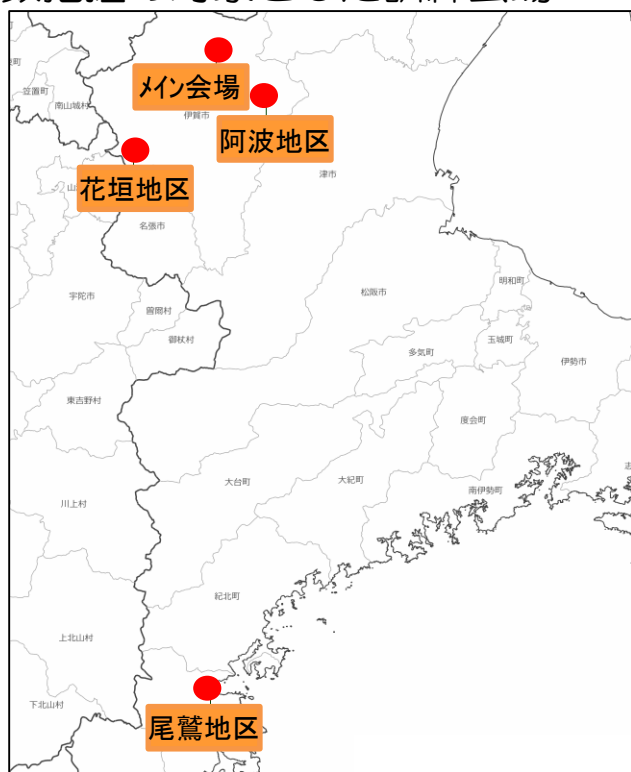 メイン会場
笠置町
南山城村
伊賀市
阿波地区
津市
花垣地区
名張市
宇陀市
曽爾村
御杖村
松阪市
明和町
多気町
玉城町
伊勢市
東吉野村
度会町
大台町
大紀町
南伊勢町
川上村
紀北町
上北山村
下北山村
尾鷲地区